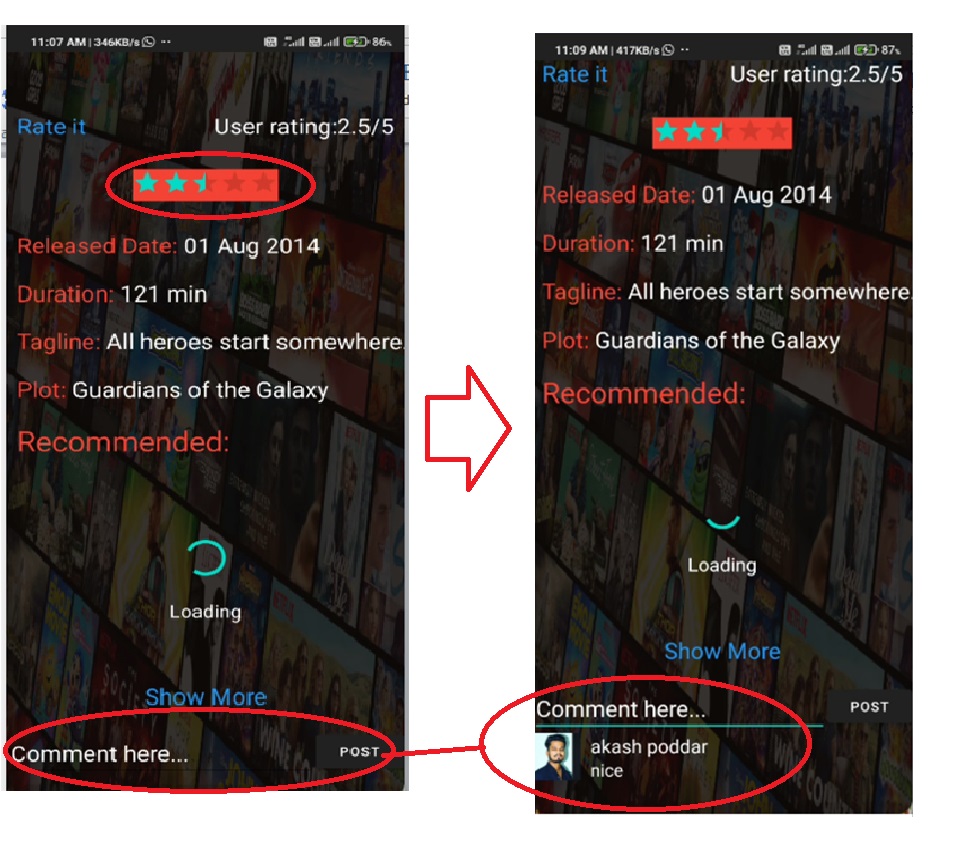 11:07 AM | 346KB/s
86%
Rate it
User rating:2.5/5
Released Date: 01 Aug 2014
Duration: 121 min
Tagline: All heroes start somewhere.
Plot: Guardians of the Galaxy
Recommended:
Loading
Show More
Comment here...
POST
11:09 AM | 417KB/s
87%
Rate it
User rating:2.5/5
Released Date: 01 Aug 2014
Duration: 121 min
Tagline: All heroes start somewhere.
Plot: Guardians of the Galaxy
Recommended:
Loading
Show More
Comment here...
POST
akash poddar
nice